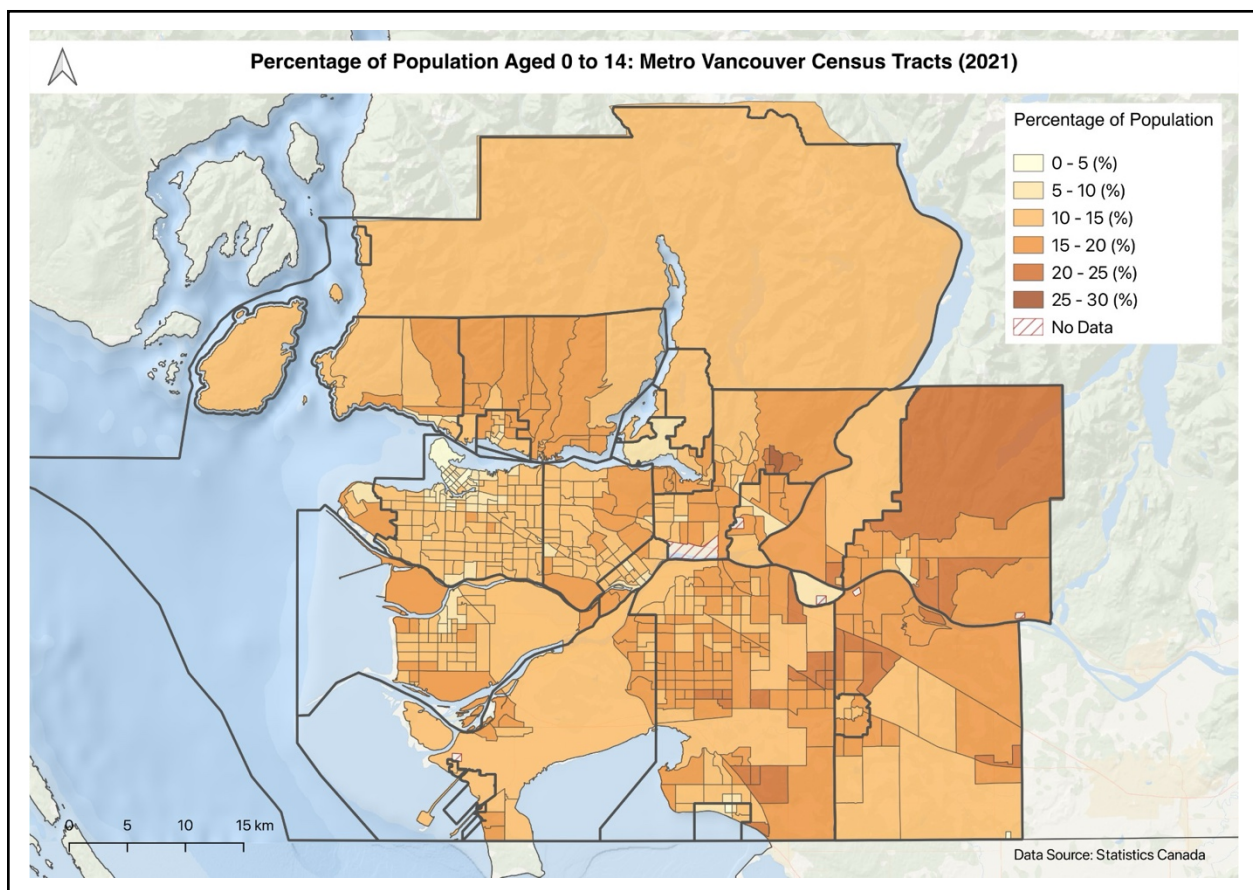 Percentage of Population Aged 0 to 14: Metro Vancouver Census Tracts (2021)
Percentage of Population
0 - 5 (%)
5 - 10 (%)
10 - 15 (%)
15 - 20 (%)
20 - 25 (%)
25 - 30 (%)
No Data
0 5 10 15 km
Data Source: Statistics Canada